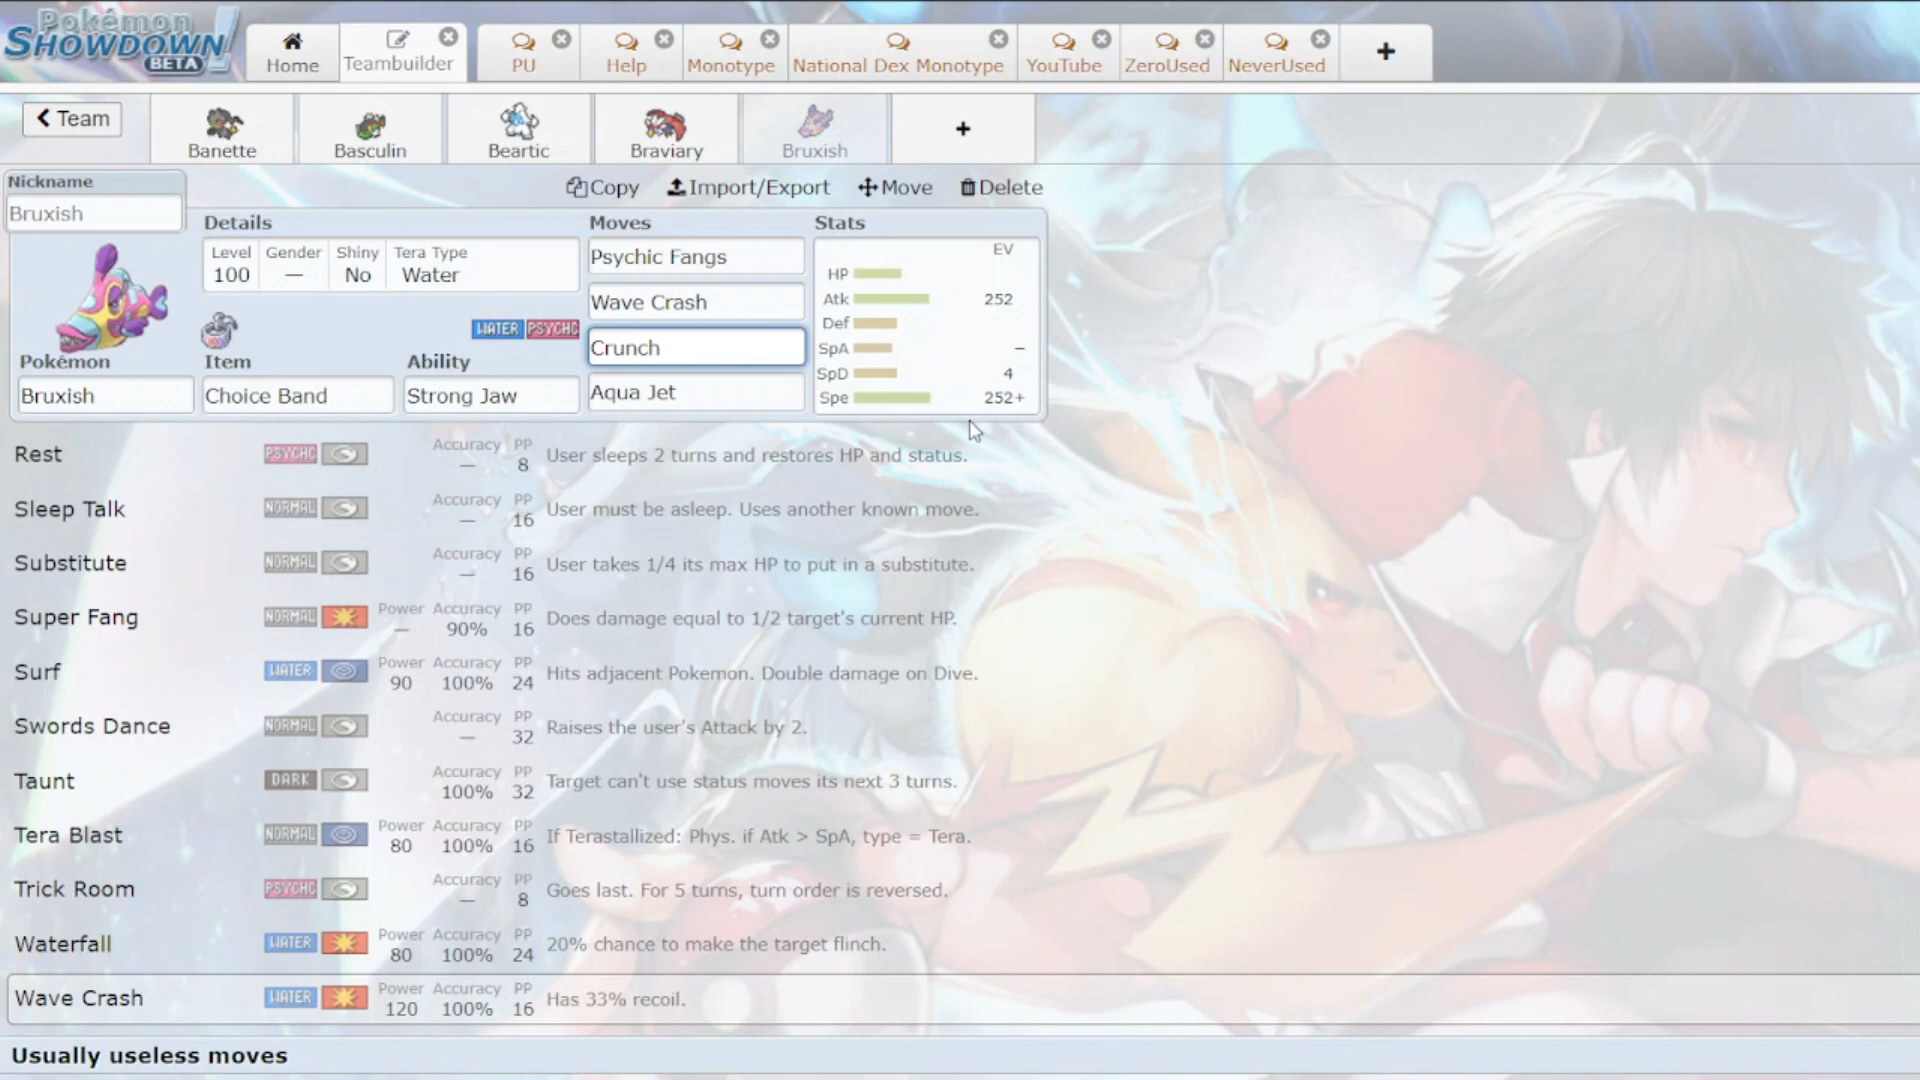 Pokémon
SHOWDOWN!
BETA
Home
Teambuilder
PU
Help
Monotype
National Dex Monotype
YouTube
ZeroUsed
NeverUsed
+
Team
Banette
Basculin
Beartic
Braviary
Bruxish
+
Nickname
Bruxish
Copy
Import/Export
Move
Delete
Details
Moves
Stats
Level
100
Gender
—
Shiny
No
Tera Type
Water
WATER PSYCHC
Pokémon
Bruxish
Item
Choice Band
Ability
Strong Jaw
Psychic Fangs
Wave Crash
Crunch
Aqua Jet
EV
HP
Atk 252
Def
SpA –
SpD 4
Spe 252+
Rest PSYCHC Accuracy — PP 8 User sleeps 2 turns and restores HP and status.
Sleep Talk NORMAL Accuracy — PP 16 User must be asleep. Uses another known move.
Substitute NORMAL Accuracy — PP 16 User takes 1/4 its max HP to put in a substitute.
Super Fang NORMAL Power — Accuracy 90% PP 16 Does damage equal to 1/2 target's current HP.
Surf WATER Power 90 Accuracy 100% PP 24 Hits adjacent Pokemon. Double damage on Dive.
Swords Dance NORMAL Accuracy — PP 32 Raises the user's Attack by 2.
Taunt DARK Accuracy 100% PP 32 Target can't use status moves its next 3 turns.
Tera Blast NORMAL Power 80 Accuracy 100% PP 16 If Terastallized: Phys. if Atk > SpA, type = Tera.
Trick Room PSYCHC Accuracy — PP 8 Goes last. For 5 turns, turn order is reversed.
Waterfall WATER Power 80 Accuracy 100% PP 24 20% chance to make the target flinch.
Wave Crash WATER Power 120 Accuracy 100% PP 16 Has 33% recoil.
Usually useless moves